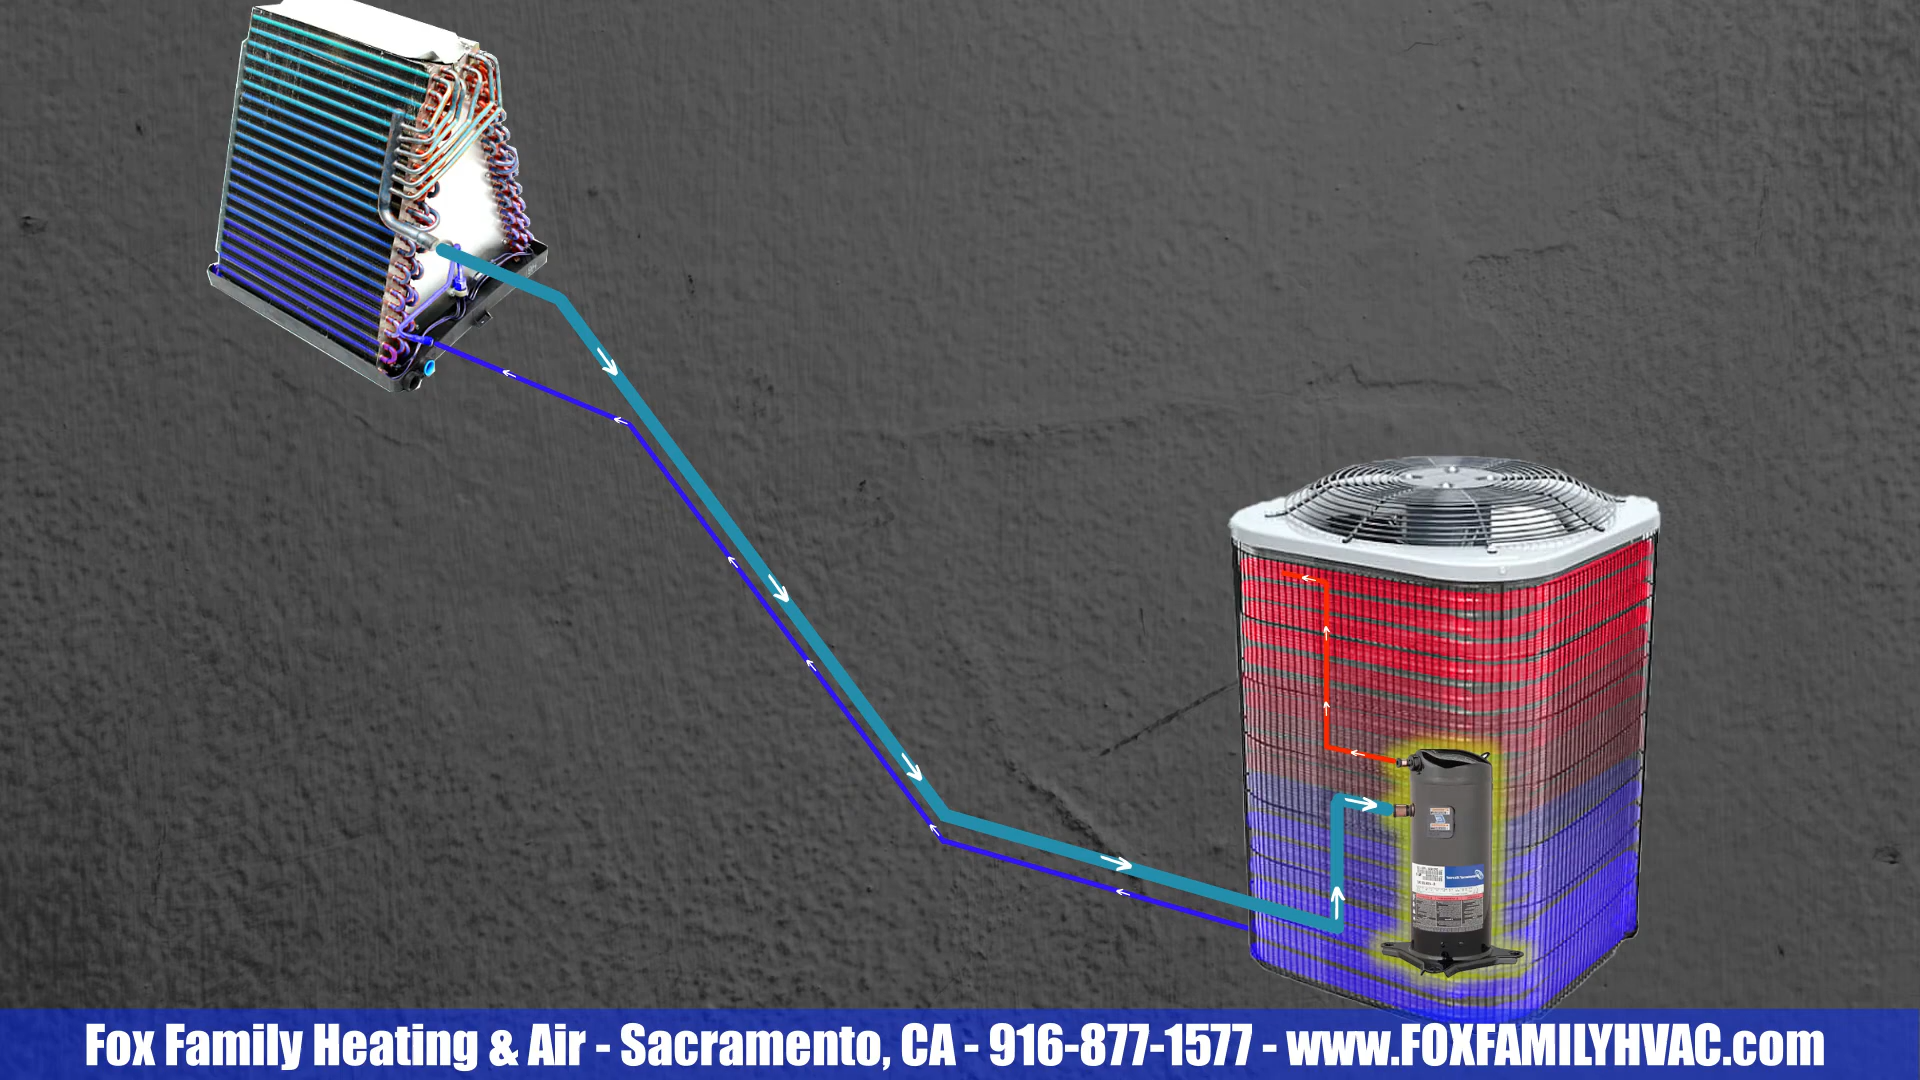 Fox Family Heating & Air - Sacramento, CA - 916-877-1577 - www.FOXFAMILYHVAC.com